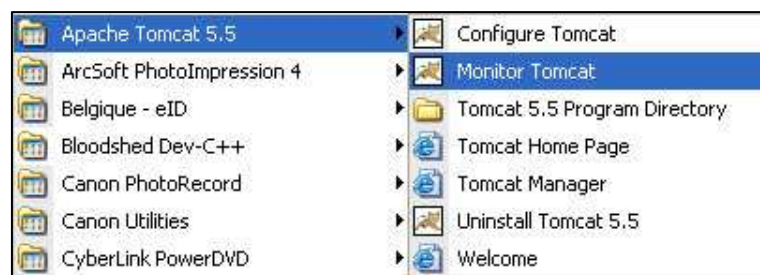 Apache Tomcat 5.5
ArcSoft PhotoImpression 4
Belgique - eID
Bloodshed Dev-C++
Canon PhotoRecord
Canon Utilities
CyberLink PowerDVD
Configure Tomcat
Monitor Tomcat
Tomcat 5.5 Program Directory
Tomcat Home Page
Tomcat Manager
Uninstall Tomcat 5.5
Welcome